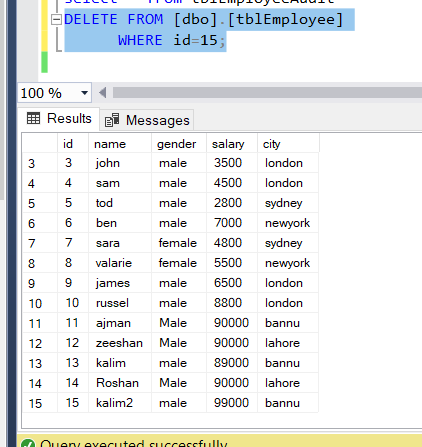 DELETE FROM [dbo].[tblEmployee]
WHERE id=15;
100 %
Results Messages
id name gender salary city
3 3 john male 3500 london
4 4 sam male 4500 london
5 5 tod male 2800 sydney
6 6 ben male 7000 newyork
7 7 sara female 4800 sydney
8 8 valarie female 5500 newyork
9 9 james male 6500 london
10 10 russel male 8800 london
11 11 ajman Male 90000 bannu
12 12 zeeshan Male 90000 lahore
13 13 kalim male 89000 bannu
14 14 Roshan Male 90000 lahore
15 15 kalim2 male 99000 bannu
Query executed successfully